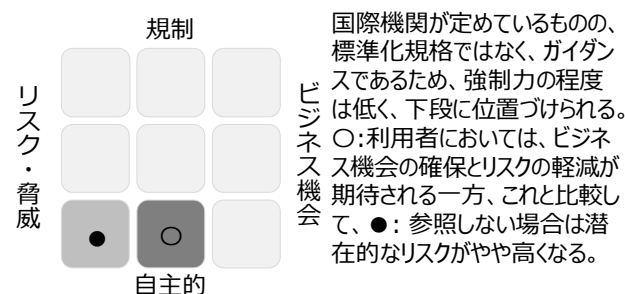 規制
リスク・脅威
ビジネス機会
●
○
自主的
国際機関が定めているものの、
標準化規格ではなく、ガイダン
スであるため、強制力の程度
は低く、下段に位置づけられる。
○:利用者においては、ビジネ
ス機会の確保とリスクの軽減が
期待される一方、これと比較し
て、●: 参照しない場合は潜
在的なリスクがやや高くなる。